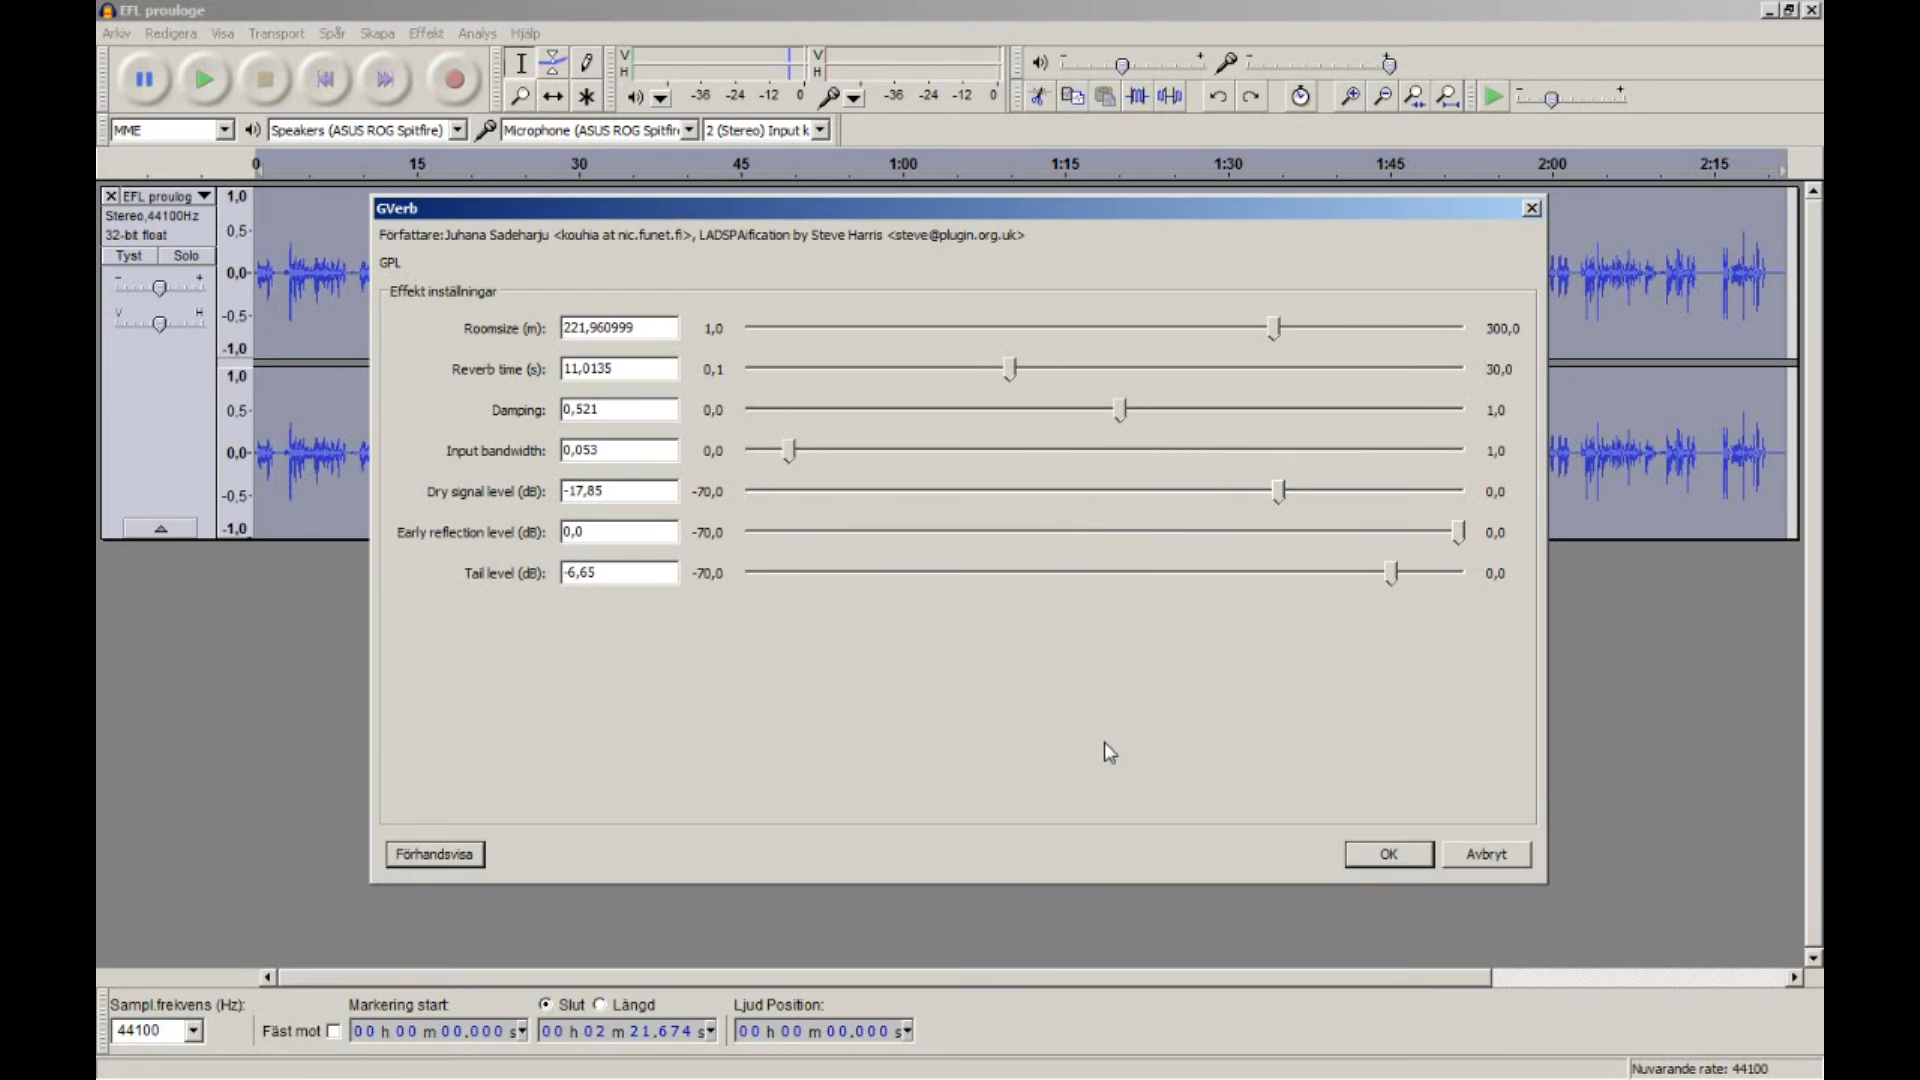 EFL prouloge
Arkiv Redigera Visa Transport Spår Skapa Effekt Analys Hjälp
V H -36 -24 -12 0 V H -36 -24 -12 0
MME Speakers (ASUS ROG Spitfire) Microphone (ASUS ROG Spitfir 2 (Stereo) Input k
0 15 30 45 1:00 1:15 1:30 1:45 2:00 2:15
EFL proulog
Stereo,44100Hz
32-bit float
Tyst Solo
- +
V H
1,0
0,5-
0,0-
-0,5-
-1,0
1,0
0,5-
0,0-
-0,5-
-1,0
GVerb
Författare:Juhana Sadeharju <kouhia at nic.funet.fi>, LADSPAification by Steve Harris <steve@plugin.org.uk>
GPL
Effekt inställningar
Roomsize (m): 221,960999 1,0 300,0
Reverb time (s): 11,0135 0,1 30,0
Damping: 0,521 0,0 1,0
Input bandwidth: 0,053 0,0 1,0
Dry signal level (dB): -17,85 -70,0 0,0
Early reflection level (dB): 0,0 -70,0 0,0
Tail level (dB): -6,65 -70,0 0,0
Förhandsvisa OK Avbryt
Sampl.frekvens (Hz): Markering start: Slut Längd Ljud Position:
44100 Fäst mot 00 h 00 m 00.000 s 00 h 02 m 21.674 s 00 h 00 m 00.000 s
Nuvarande rate: 44100